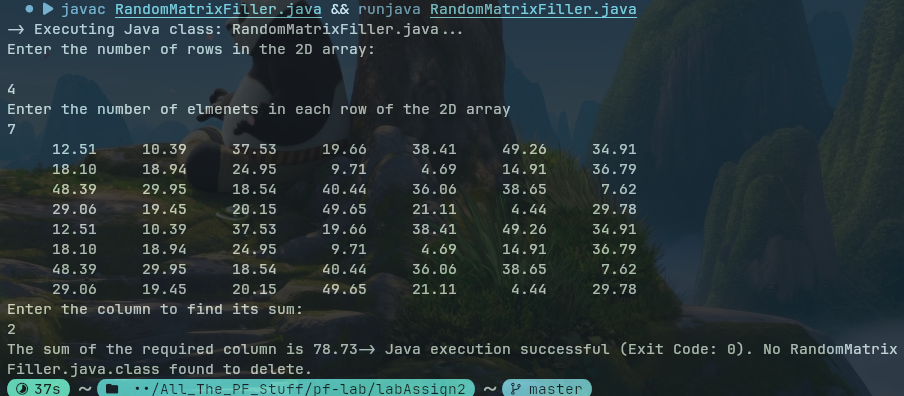 javac RandomMatrixFiller.java && runjava RandomMatrixFiller.java
—> Executing Java class: RandomMatrixFiller.java...
Enter the number of rows in the 2D array:
4
Enter the number of elmenets in each row of the 2D array
7
12.51 10.39 37.53 19.66 38.41 49.26 34.91
18.10 18.94 24.95 9.71 4.69 14.91 36.79
48.39 29.95 18.54 40.44 36.06 38.65 7.62
29.06 19.45 20.15 49.65 21.11 4.44 29.78
12.51 10.39 37.53 19.66 38.41 49.26 34.91
18.10 18.94 24.95 9.71 4.69 14.91 36.79
48.39 29.95 18.54 40.44 36.06 38.65 7.62
29.06 19.45 20.15 49.65 21.11 4.44 29.78
Enter the column to find its sum:
2
The sum of the required column is 78.73—> Java execution successful (Exit Code: 0). No RandomMatrix
Filler.java.class found to delete.
37s ~ ··/All_The_PF_Stuff/pf-lab/labAssign2 ~ master